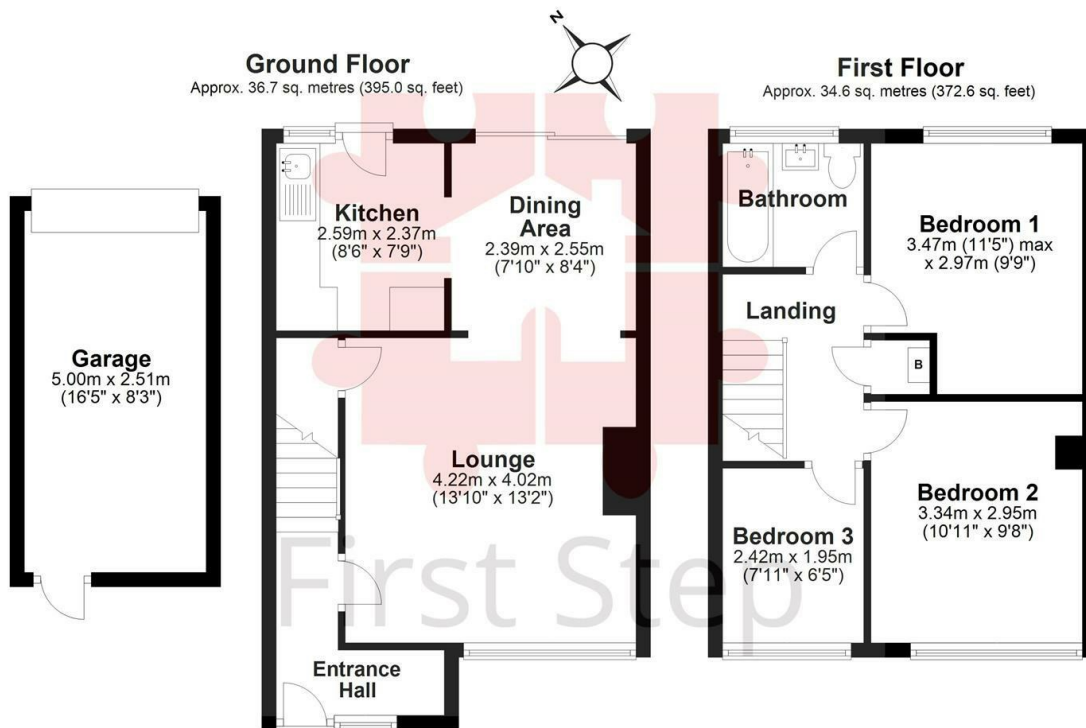 N
Ground Floor
Approx. 36.7 sq. metres (395.0 sq. feet)
First Floor
Approx. 34.6 sq. metres (372.6 sq. feet)
Kitchen
2.59m x 2.37m
(8'6" x 7'9")
Dining
Area
2.39m x 2.55m
(7'10" x 8'4")
Bathroom
Bedroom 1
3.47m (11'5") max
x 2.97m (9'9")
Landing
B
Garage
5.00m x 2.51m
(16'5" x 8'3")
Lounge
4.22m x 4.02m
(13'10" x 13'2")
Bedroom 2
3.34m x 2.95m
(10'11" x 9'8")
Bedroom 3
2.42m x 1.95m
(7'11" x 6'5")
First Step
Entrance
Hall